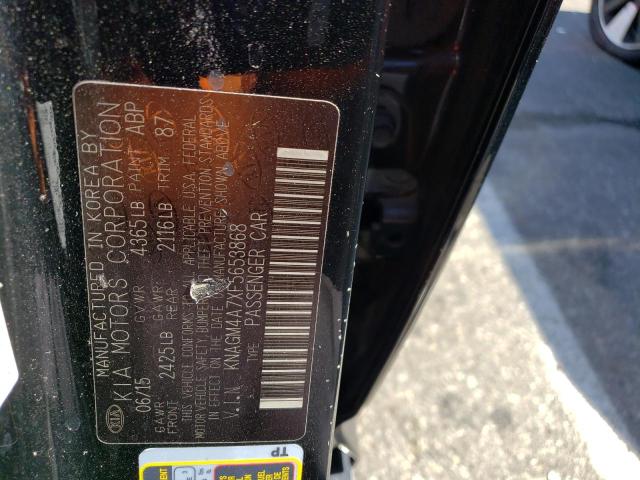 MANUFACTURED IN KOREA BY
KIA MOTORS CORPORATION
06/15 GVWR 4365LB PAINT ABP
GAWR FRONT 2425LB GAWR REAR 2116LB TRIM 87
THIS VEHICLE CONFORMS TO ALL APPLICABLE U.S.A. FEDERAL
MOTOR VEHICLE SAFETY, BUMPER, AND THEFT PREVENTION STANDARDS
IN EFFECT ON THE DATE OF MANUFACTURE SHOWN ABOVE.
V.I.N. KNAGM4A7XF5653868
TYPE: PASSENGER CAR
KIA
TP